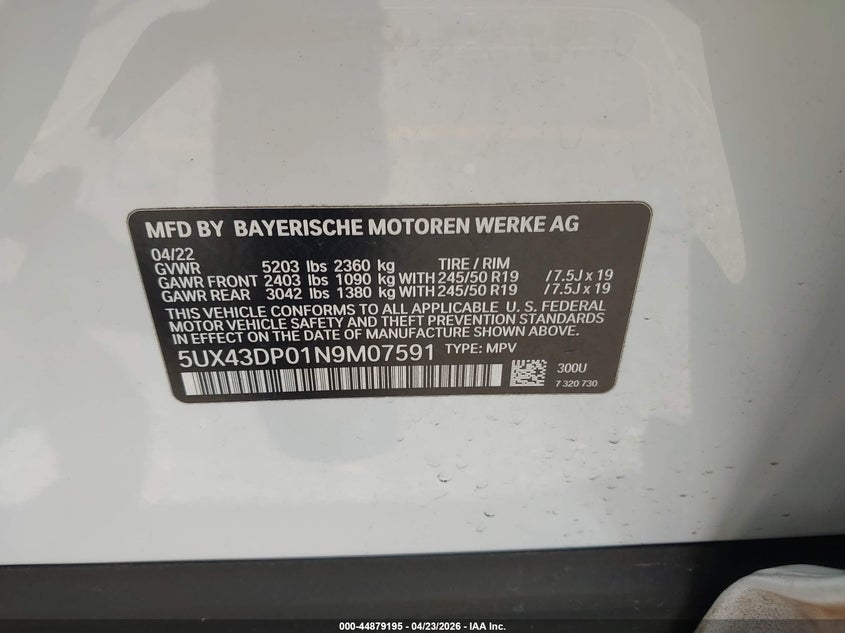 MFD BY BAYERISCHE MOTOREN WERKE AG
04/22
GVWR 5203 lbs 2360 kg TIRE / RIM
GAWR FRONT 2403 lbs 1090 kg WITH 245/50 R19 /7.5J x 19
GAWR REAR 3042 lbs 1380 kg WITH 245/50 R19 /7.5J x 19
THIS VEHICLE CONFORMS TO ALL APPLICABLE U. S. FEDERAL
MOTOR VEHICLE SAFETY AND THEFT PREVENTION STANDARDS
IN EFFECT ON THE DATE OF MANUFACTURE SHOWN ABOVE.
5UX43DP01N9M07591 TYPE: MPV
300U
7 320 730
000-44879195 - 04/23/2026 - IAA Inc.